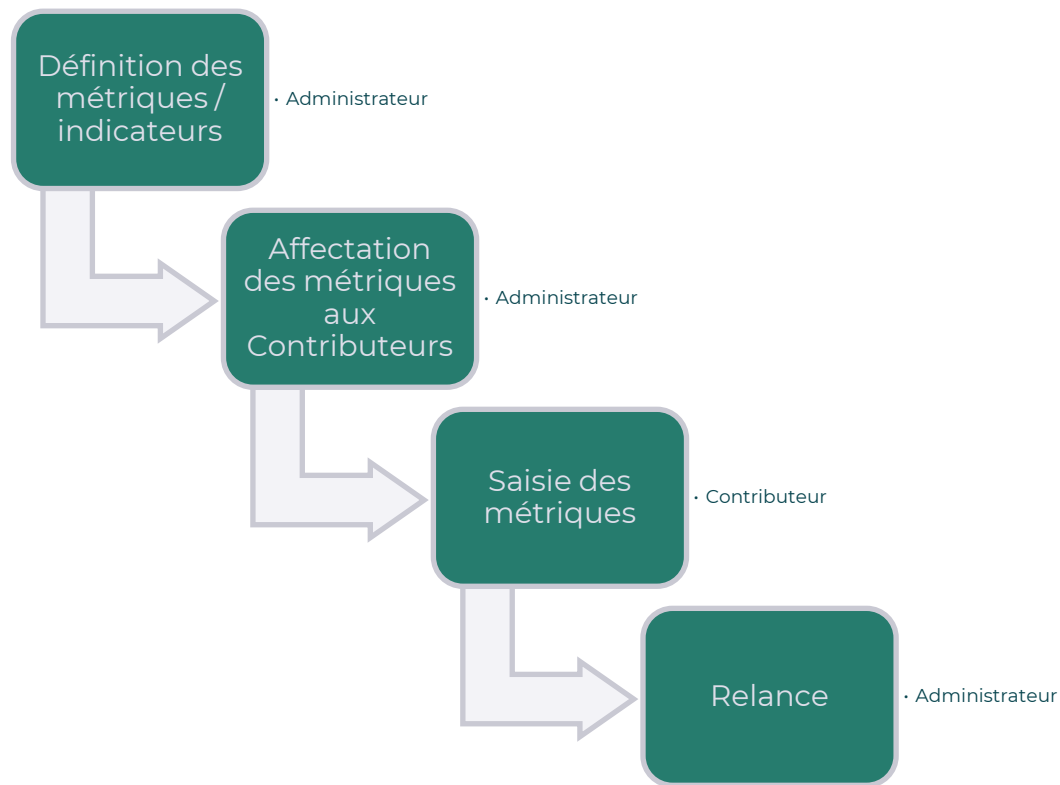 Définition des
métriques /
indicateurs
• Administrateur
Affectation
des métriques
aux
Contributeurs
• Administrateur
Saisie des
métriques
• Contributeur
Relance
• Administrateur